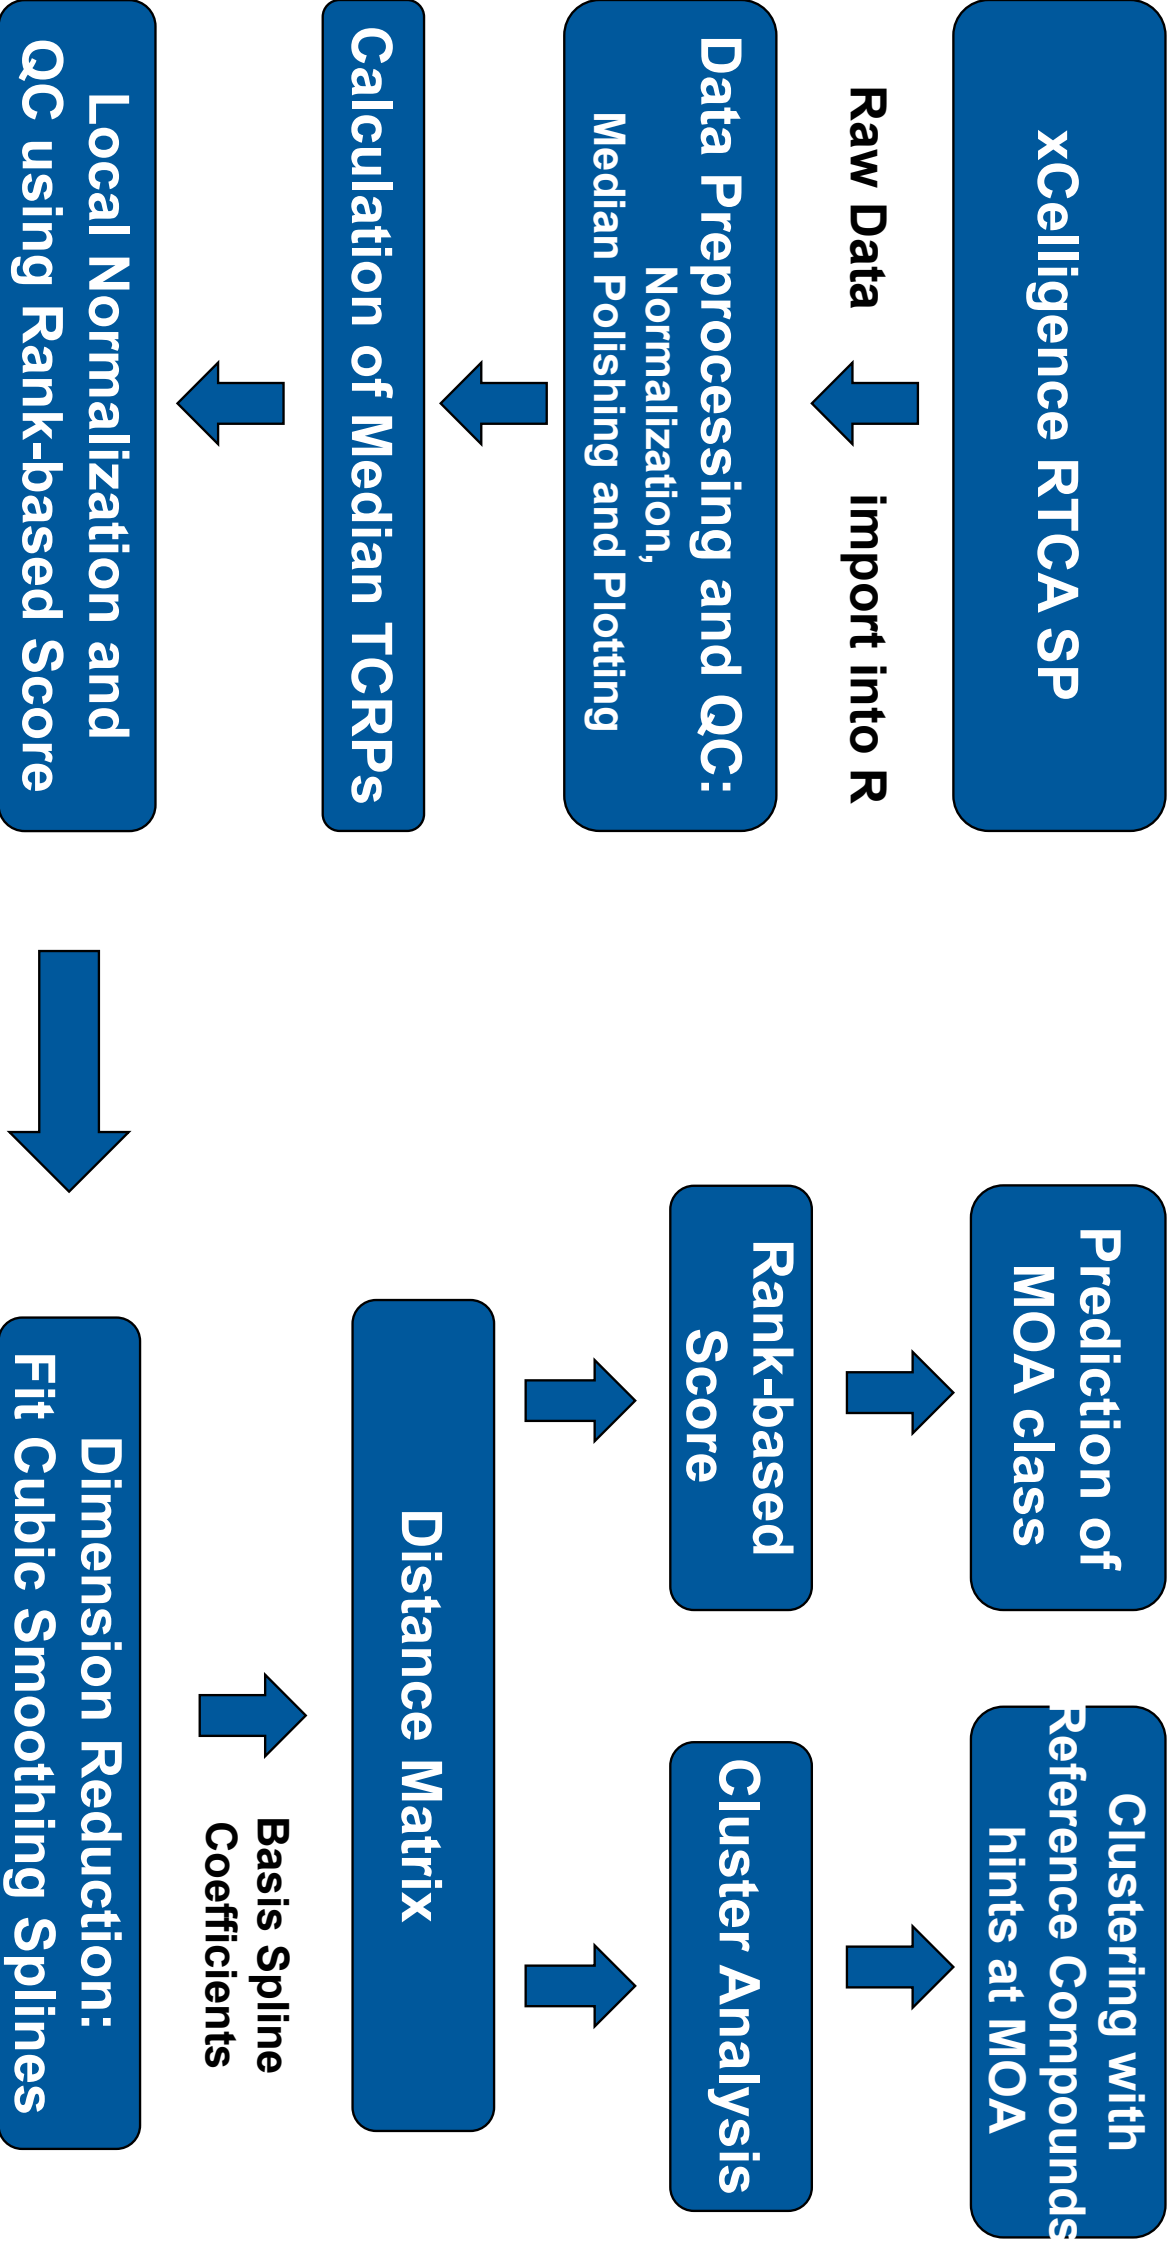 xCelligence RTCA SP
Raw Data
import into R
Data Preprocessing and QC:
Normalization,
Median Polishing and Plotting
Calculation of Median TCRPs
Local Normalization and
QC using Rank-based Score
Dimension Reduction:
Fit Cubic Smoothing Splines
Basis Spline
Coefficients
Distance Matrix
Rank-based
Score
Cluster Analysis
Prediction of
MOA class
Clustering with
Reference Compounds
hints at MOA